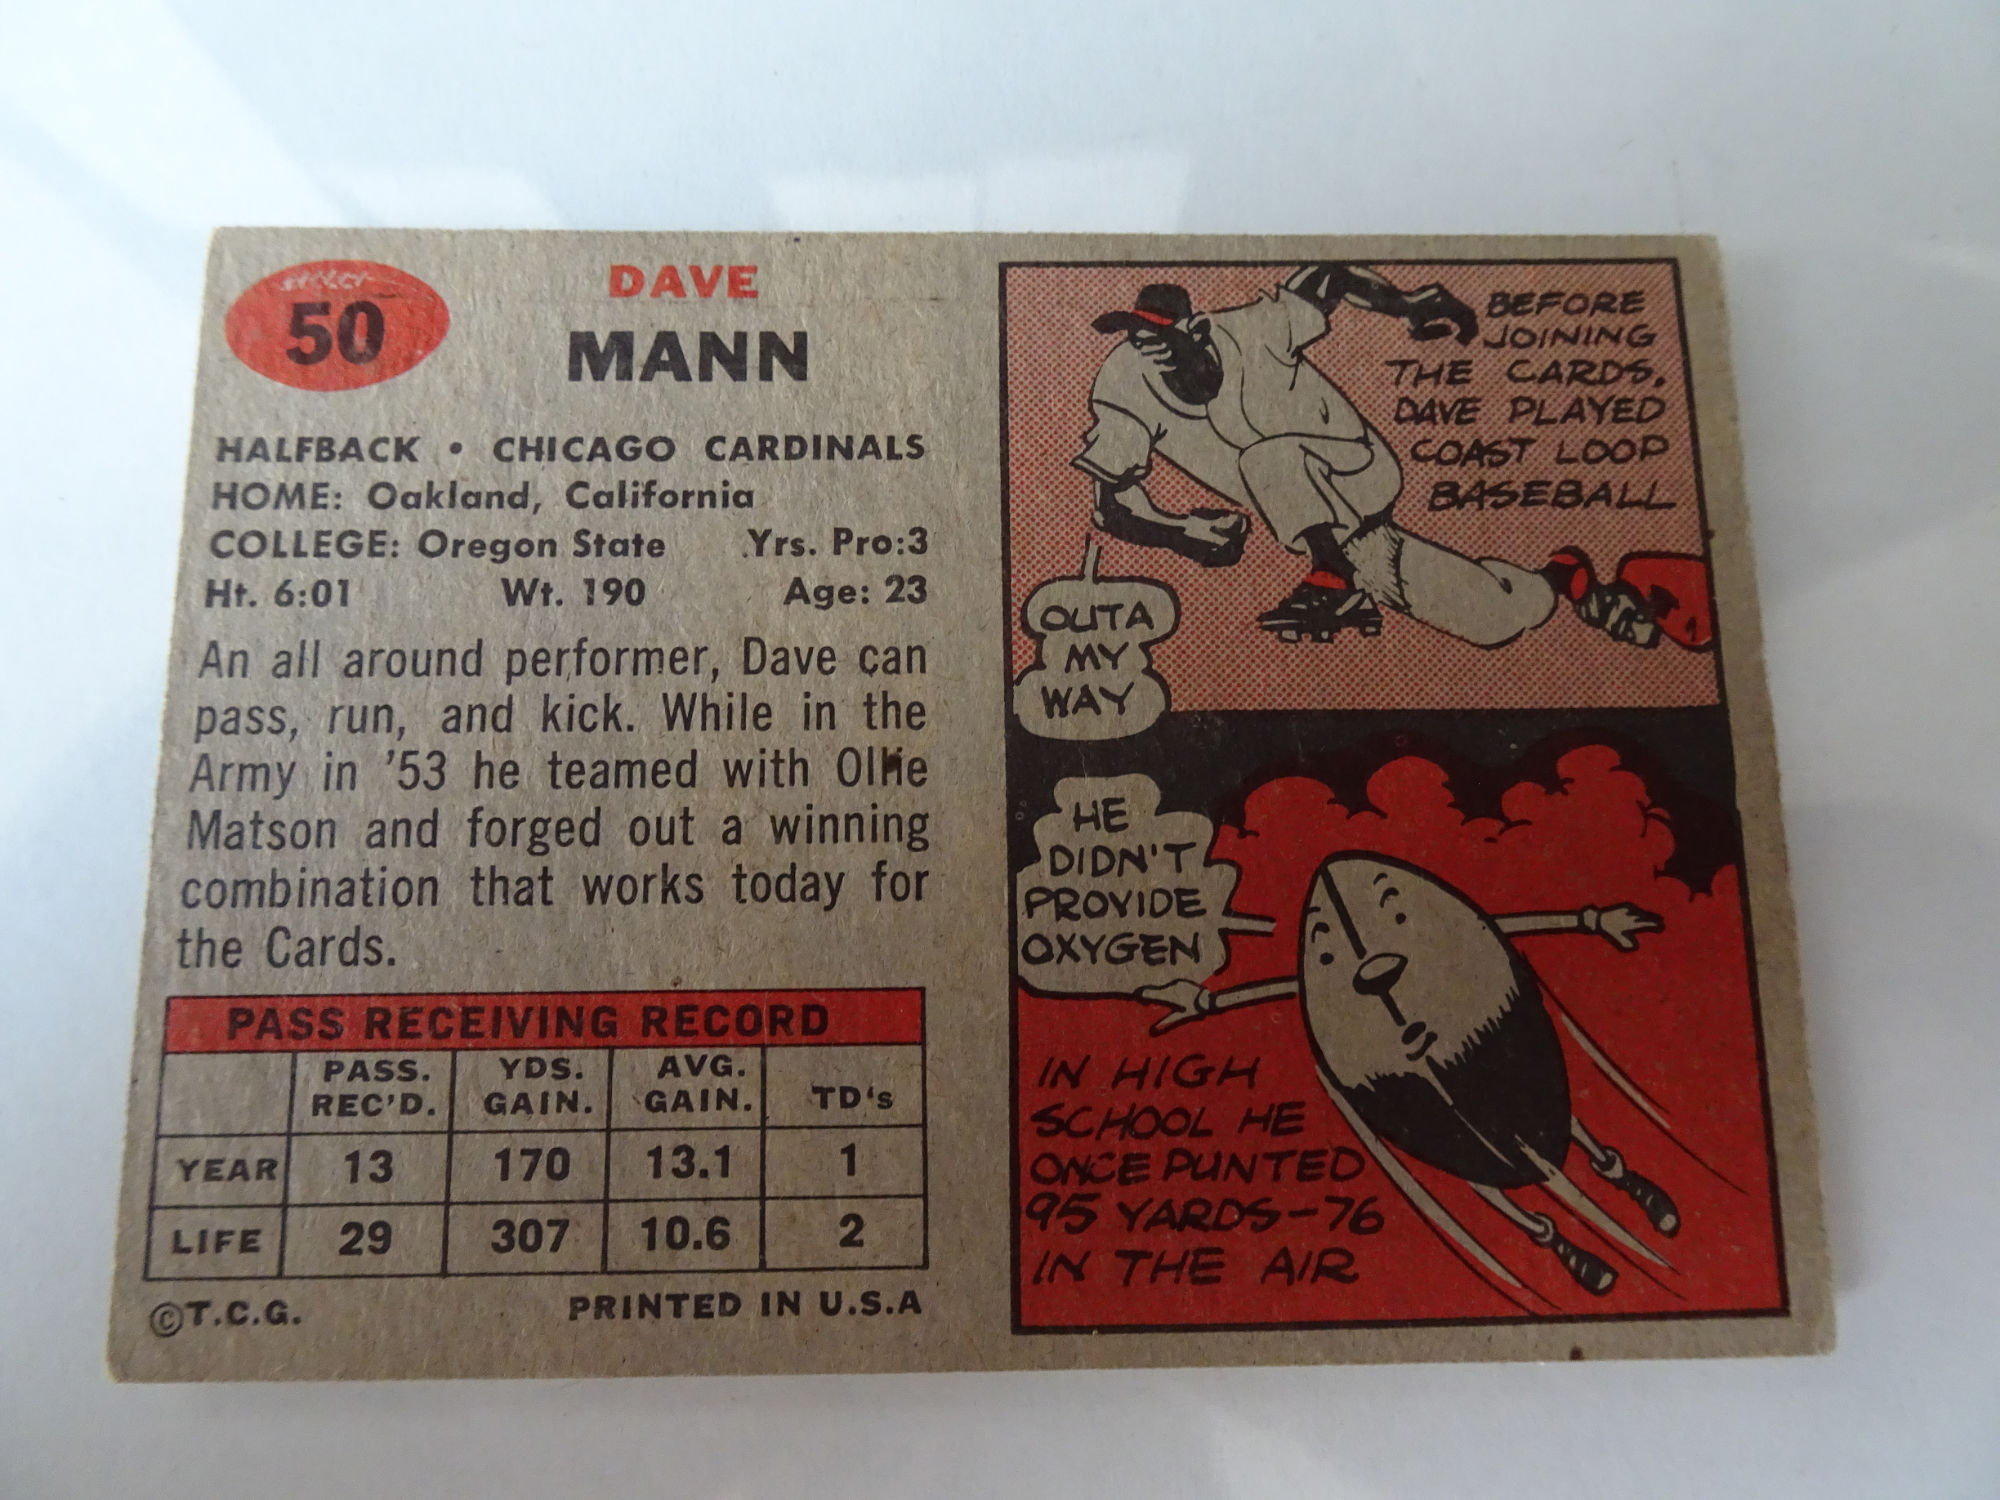 50
DAVE
MANN
HALFBACK • CHICAGO CARDINALS
HOME: Oakland, California
COLLEGE: Oregon State Yrs. Pro:3
Ht. 6:01 Wt. 190 Age: 23
An all around performer, Dave can
pass, run, and kick. While in the
Army in '53 he teamed with Ollie
Matson and forged out a winning
combination that works today for
the Cards.
PASS RECEIVING RECORD
PASS. REC'D. YDS. GAIN. AVG. GAIN. TD's
YEAR 13 170 13.1 1
LIFE 29 307 10.6 2
©T.C.G. PRINTED IN U.S.A
BEFORE
JOINING
THE CARDS,
DAVE PLAYED
COAST LOOP
BASEBALL
OUTA
MY
WAY
HE
DIDN'T
PROVIDE
OXYGEN
IN HIGH
SCHOOL HE
ONCE PUNTED
95 YARDS-76
IN THE AIR